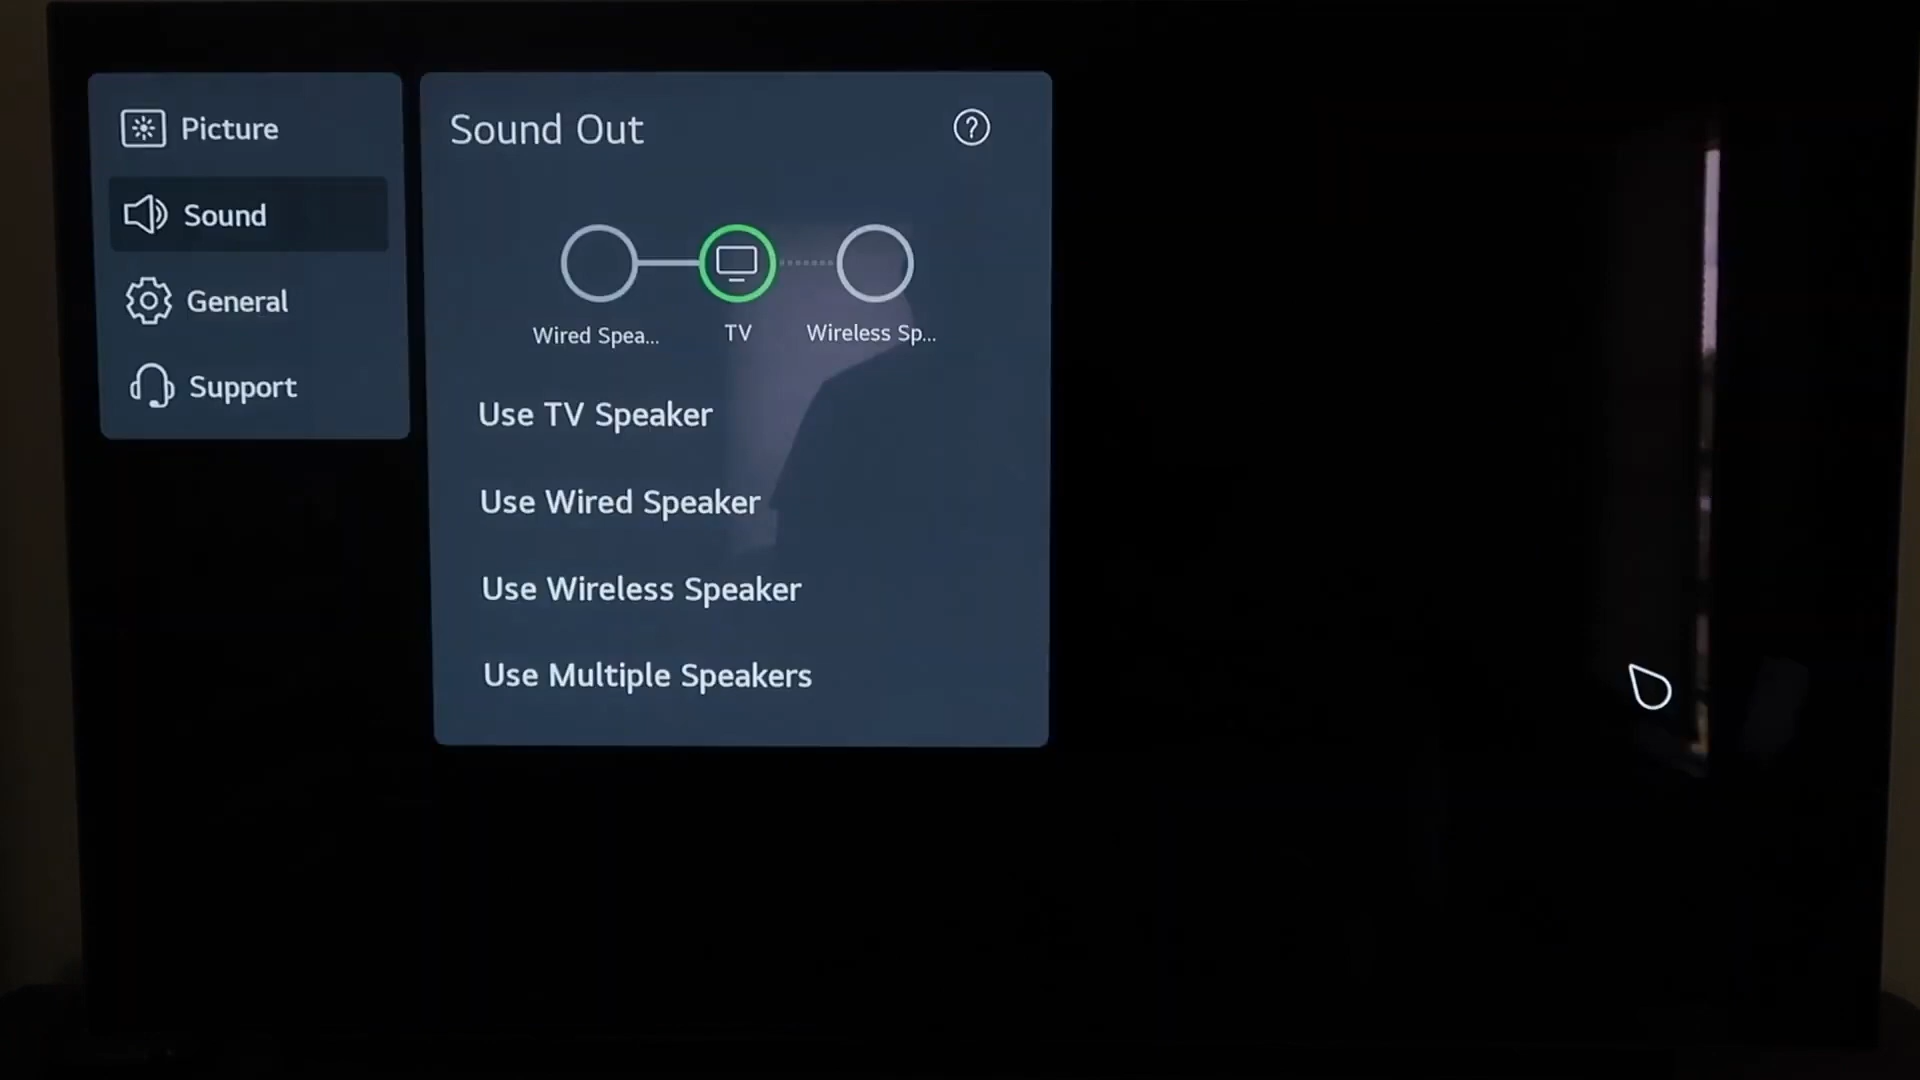 Picture
Sound
General
Support
Sound Out
?
Wired Spea...
TV
Wireless Sp...
Use TV Speaker
Use Wired Speaker
Use Wireless Speaker
Use Multiple Speakers